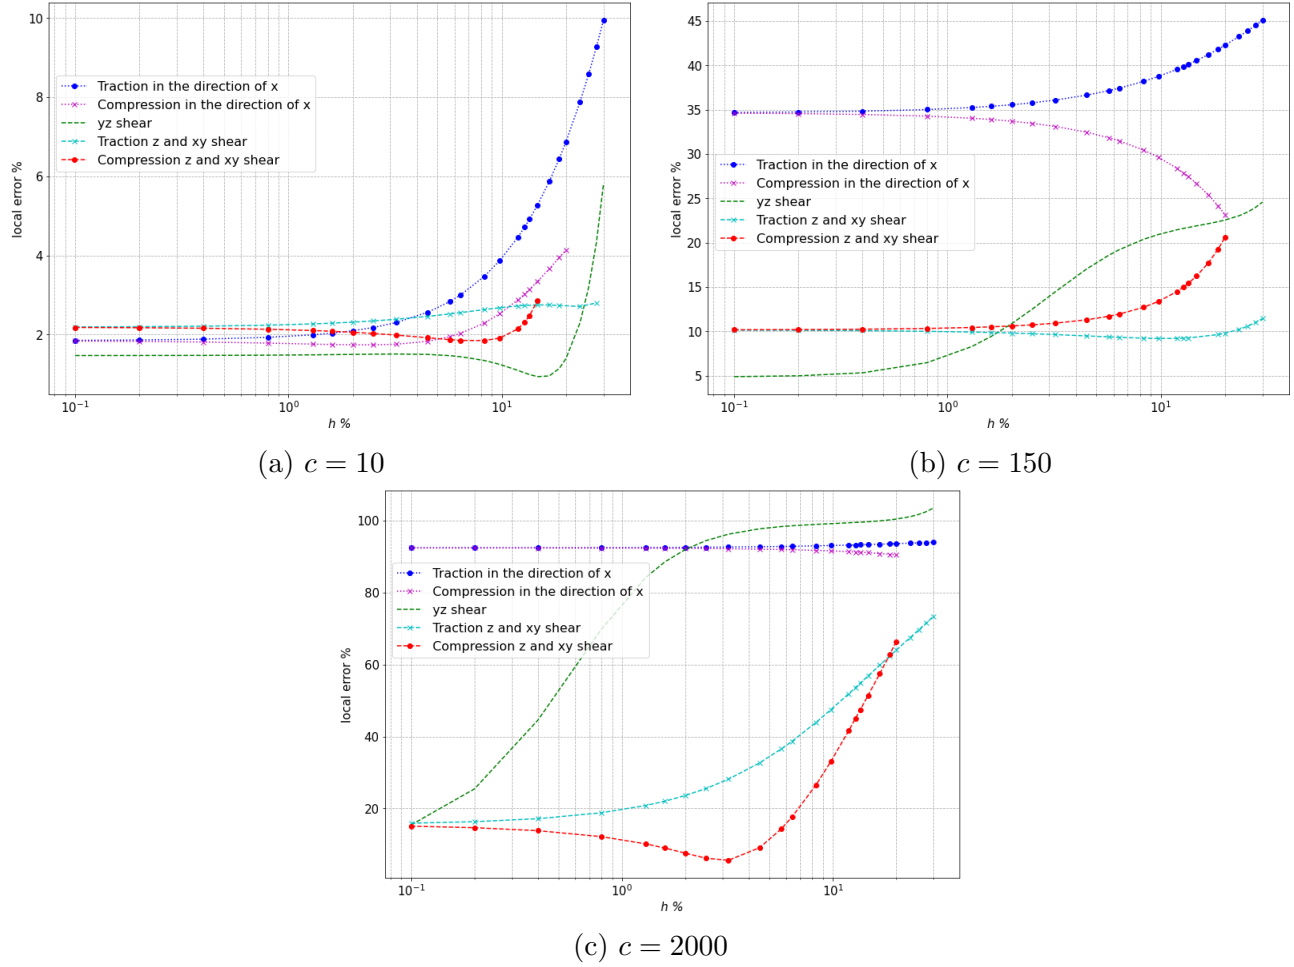 10
8
6
4
2
local error %
Traction in the direction of x
Compression in the direction of x
yz shear
Traction z and xy shear
Compression z and xy shear
10⁻¹
10⁰
10¹
h %
(a) c = 10
45
40
35
30
25
20
15
10
5
local error %
Traction in the direction of x
Compression in the direction of x
yz shear
Traction z and xy shear
Compression z and xy shear
10⁻¹
10⁰
10¹
h %
(b) c = 150
100
80
60
40
20
local error %
Traction in the direction of x
Compression in the direction of x
yz shear
Traction z and xy shear
Compression z and xy shear
10⁻¹
10⁰
10¹
h %
(c) c = 2000